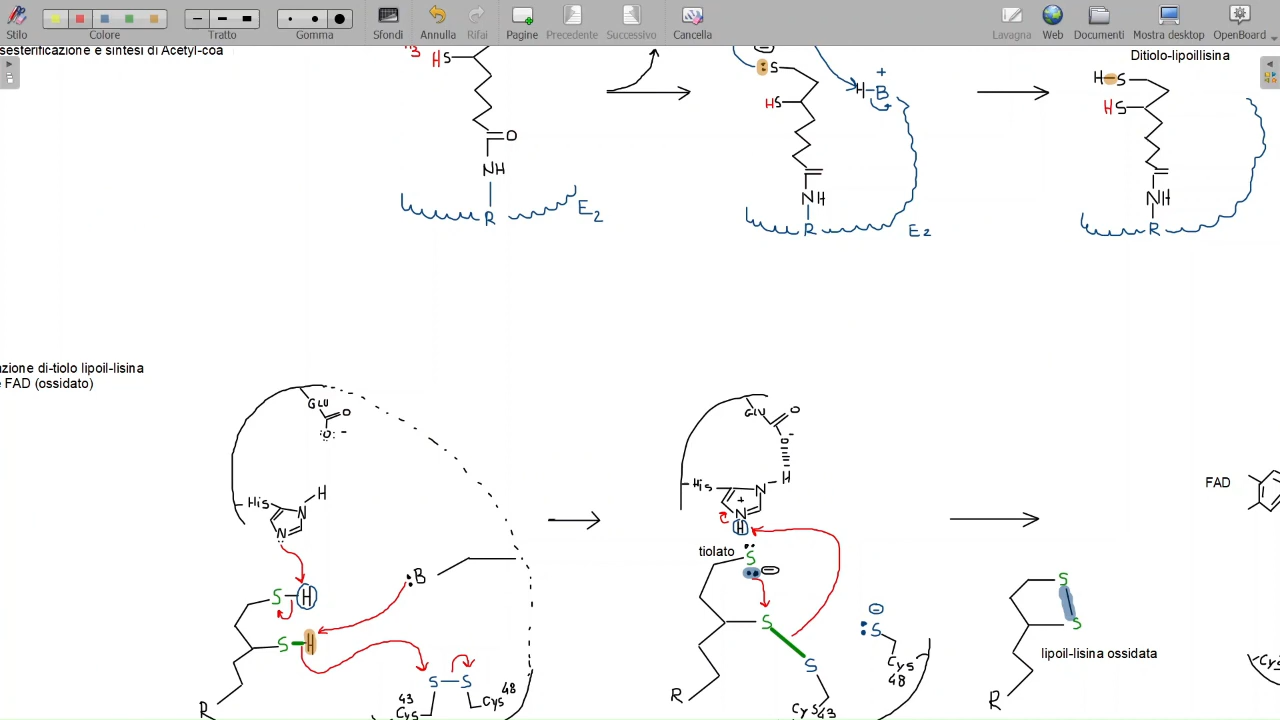 Stilo Colore Tratto Gomma Sfondi Annulla Rifai Pagine Precedente Successivo Cancella Lavagna Web Documenti Mostra desktop OpenBoard
sesterificazione e sintesi di Acetyl-coa
Ditiolo-lipoillisina
HS
O
NH
R
E2
S
HS
H-B
+
NH
R
E2
H-S
HS
NH
R
azione di-tiolo lipoil-lisina
e FAD (ossidato)
GLU
O
O -
His
N
H
N
S H
S H
B
S S
43
Cys
Cys 48
R
GLU
O
O-
H
His
N
+
N
H
tiolato
S
S
S
S
Cys
48
Cys 43
R
S
S
lipoil-lisina ossidata
R
FAD
Cys